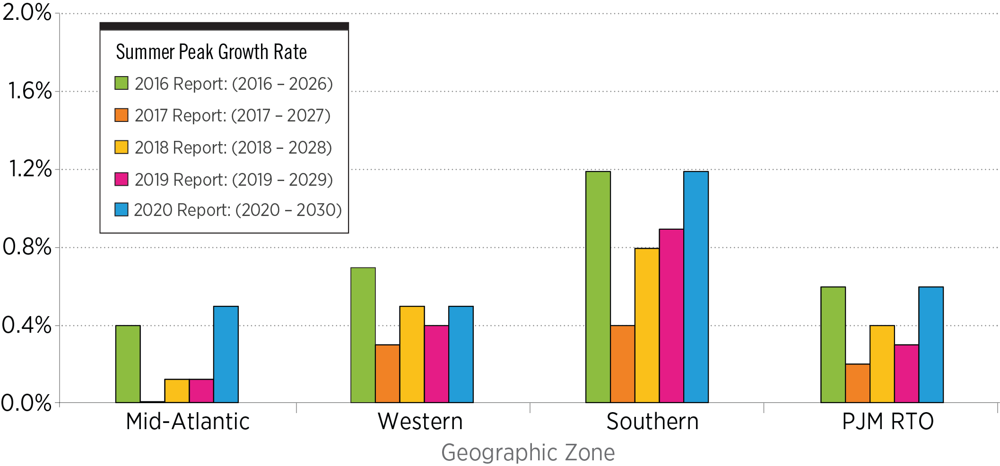 2.0%
1.6%
1.2%
0.8%
0.4%
0.0%
Summer Peak Growth Rate
2016 Report: (2016 – 2026)
2017 Report: (2017 – 2027)
2018 Report: (2018 – 2028)
2019 Report: (2019 – 2029)
2020 Report: (2020 – 2030)
Mid-Atlantic Western Southern PJM RTO
Geographic Zone